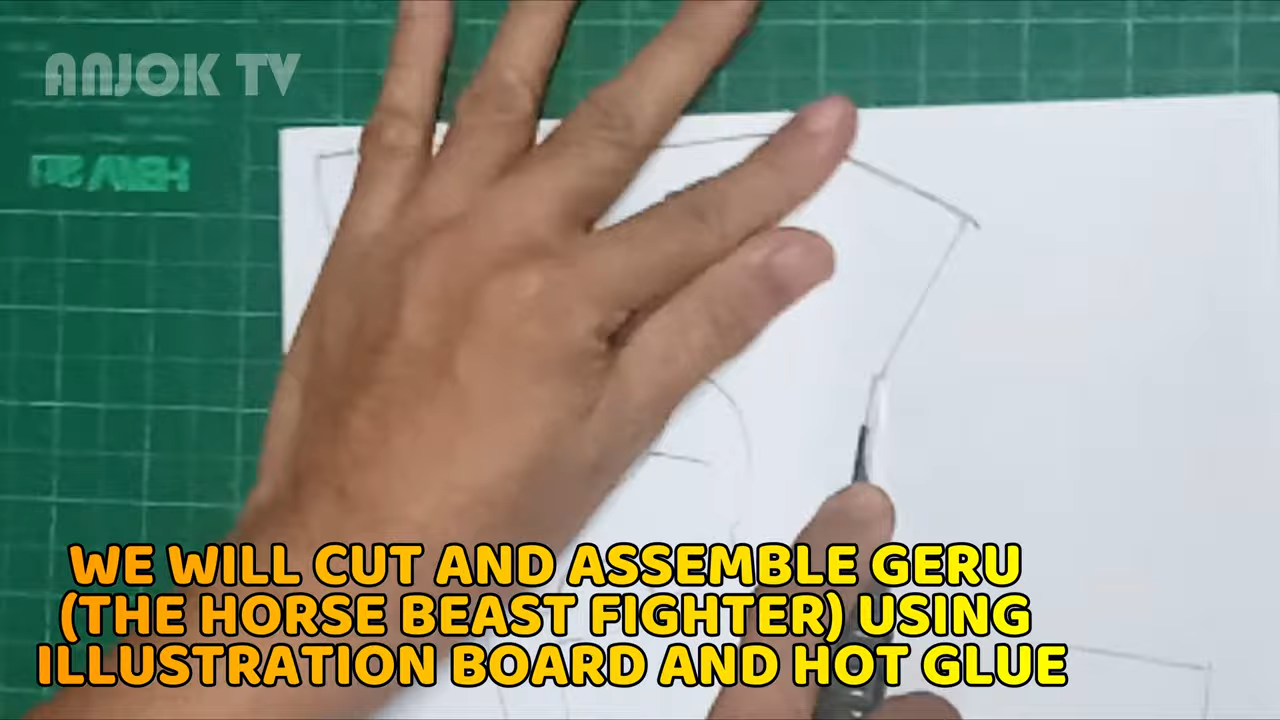 ANJOK TV
WE WILL CUT AND ASSEMBLE GERU
(THE HORSE BEAST FIGHTER) USING
ILLUSTRATION BOARD AND HOT GLUE